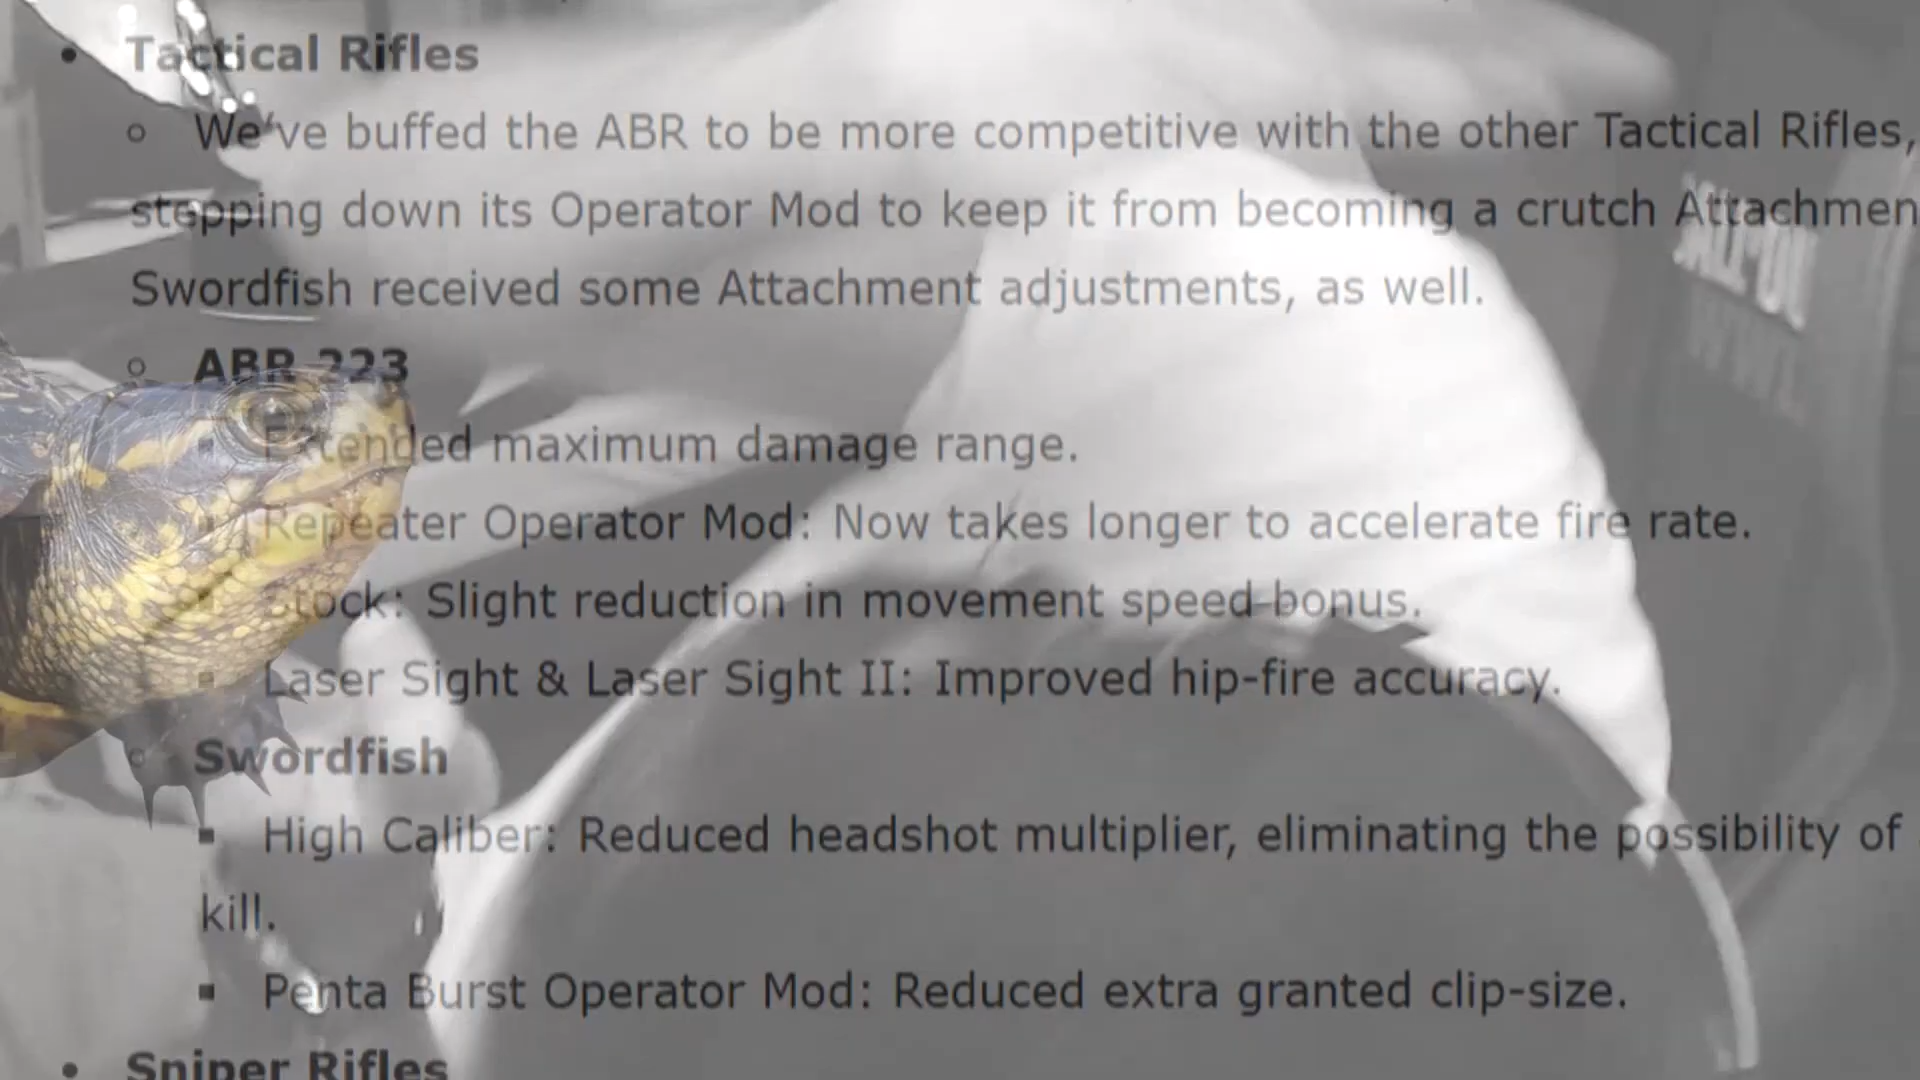 • Tactical Rifles
o We've buffed the ABR to be more competitive with the other Tactical Rifles,
stepping down its Operator Mod to keep it from becoming a crutch Attachmen
Swordfish received some Attachment adjustments, as well.
o ABR 223
▪ Extended maximum damage range.
▪ Repeater Operator Mod: Now takes longer to accelerate fire rate.
▪ Stock: Slight reduction in movement speed bonus.
▪ Laser Sight & Laser Sight II: Improved hip-fire accuracy.
o Swordfish
▪ High Caliber: Reduced headshot multiplier, eliminating the possibility of
kill.
▪ Penta Burst Operator Mod: Reduced extra granted clip-size.
• Sniper Rifles